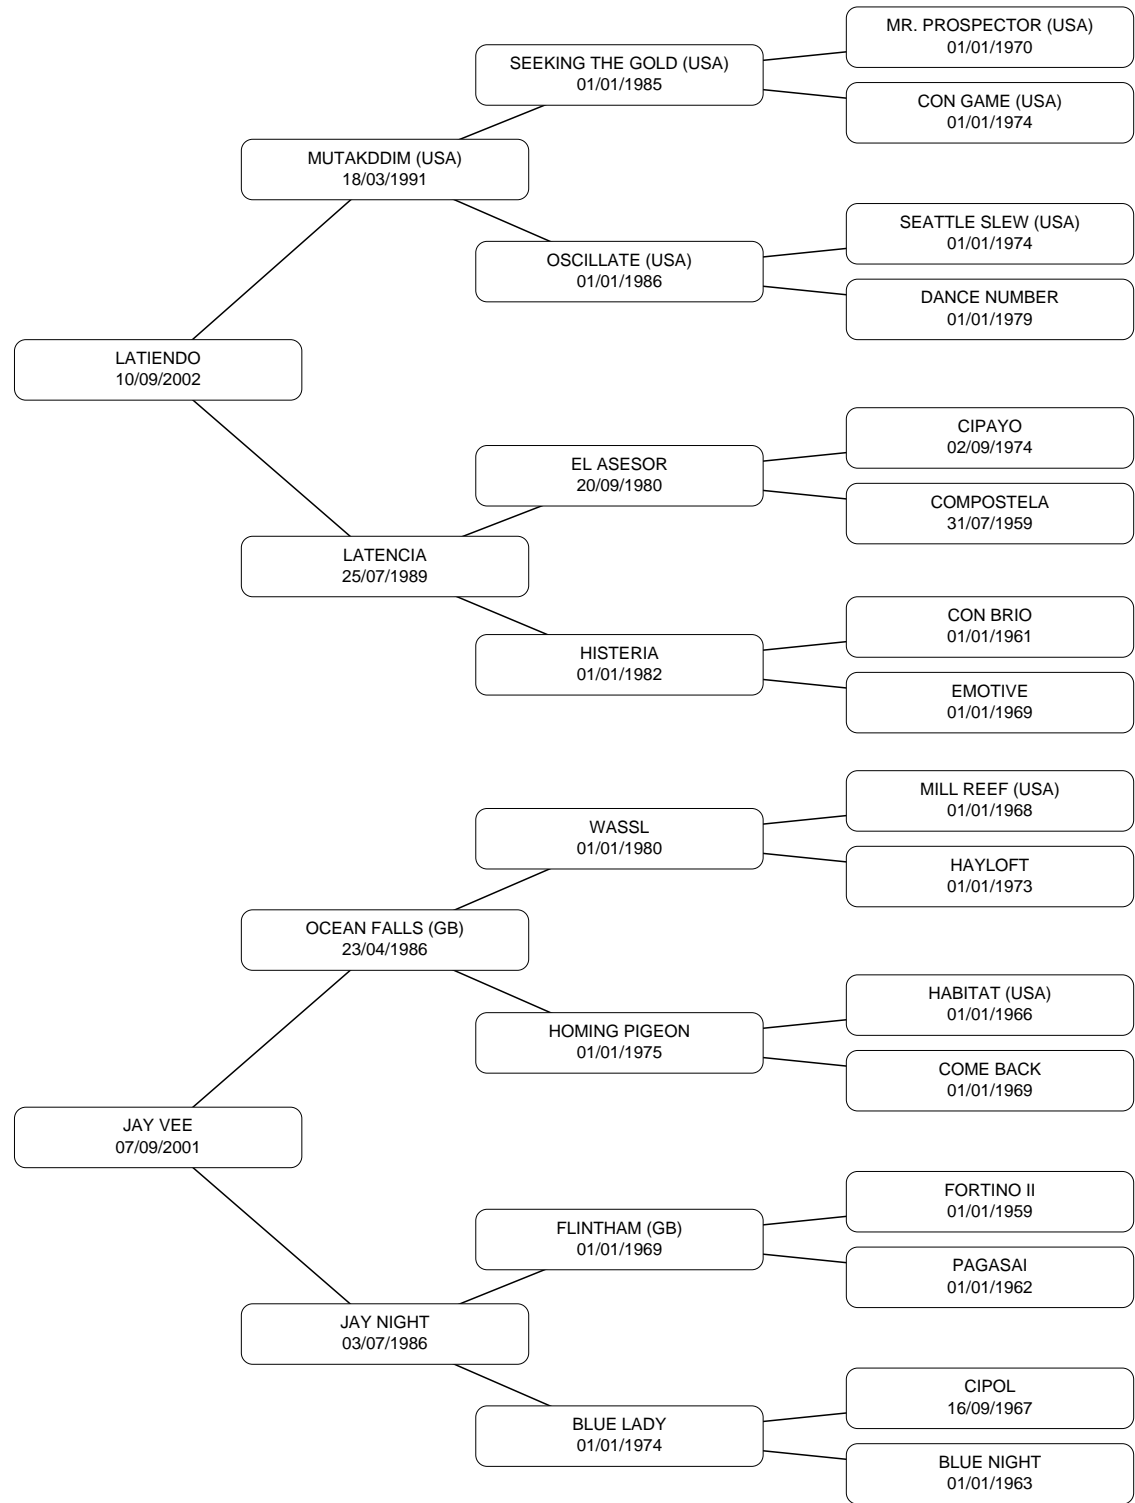 MR. PROSPECTOR (USA)
01/01/1970
SEEKING THE GOLD (USA)
01/01/1985
CON GAME (USA)
01/01/1974
MUTAKDDIM (USA)
18/03/1991
SEATTLE SLEW (USA)
01/01/1974
OSCILLATE (USA)
01/01/1986
DANCE NUMBER
01/01/1979
LATIENDO
10/09/2002
CIPAYO
02/09/1974
EL ASESOR
20/09/1980
COMPOSTELA
31/07/1959
LATENCIA
25/07/1989
CON BRIO
01/01/1961
HISTERIA
01/01/1982
EMOTIVE
01/01/1969
MILL REEF (USA)
01/01/1968
WASSL
01/01/1980
HAYLOFT
01/01/1973
OCEAN FALLS (GB)
23/04/1986
HABITAT (USA)
01/01/1966
HOMING PIGEON
01/01/1975
COME BACK
01/01/1969
JAY VEE
07/09/2001
FORTINO II
01/01/1959
FLINTHAM (GB)
01/01/1969
PAGASAI
01/01/1962
JAY NIGHT
03/07/1986
CIPOL
16/09/1967
BLUE LADY
01/01/1974
BLUE NIGHT
01/01/1963